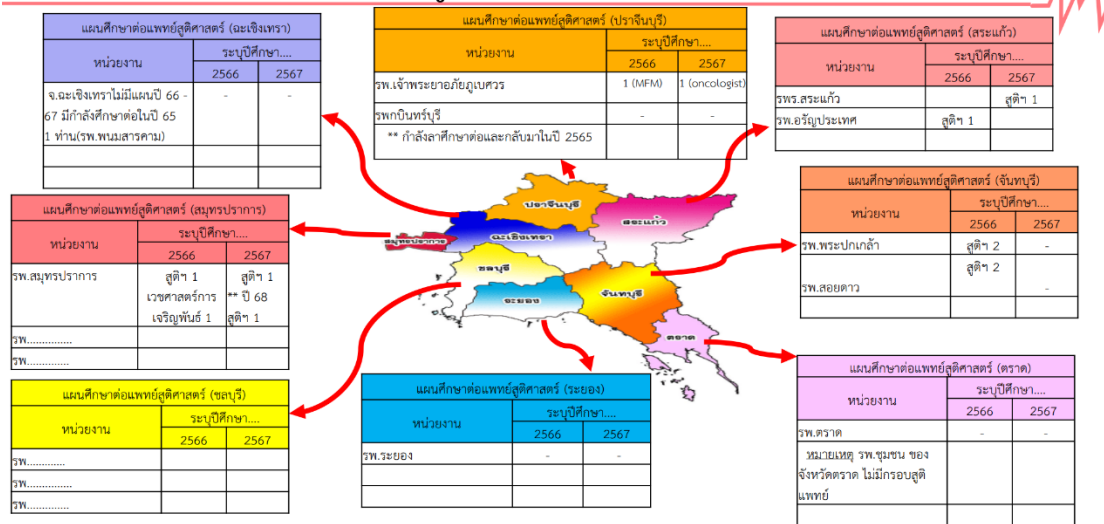 แผนศึกษาต่อแพทย์สูติศาสตร์ (ฉะเชิงเทรา)
หน่วยงาน ระบุปีศึกษา....
2566 2567
จ.ฉะเชิงเทราไม่มีแผนปี 66 - - -
67 มีกำลังศึกษาต่อในปี 65
1 ท่าน(รพ.พนมสารคาม)
แผนศึกษาต่อแพทย์สูติศาสตร์ (ปราจีนบุรี)
หน่วยงาน ระบุปีศึกษา....
2566 2567
รพ.เจ้าพระยาอภัยภูเบศวร 1 (MFM) 1 (oncologist)
รพกบินทร์บุรี - -
** กำลังลาศึกษาต่อและกลับมาในปี 2565
แผนศึกษาต่อแพทย์สูติศาสตร์ (สระแก้ว)
หน่วยงาน ระบุปีศึกษา....
2566 2567
รพร.สระแก้ว สูติฯ 1
รพ.อรัญประเทศ สูติฯ 1
แผนศึกษาต่อแพทย์สูติศาสตร์ (สมุทรปราการ)
หน่วยงาน ระบุปีศึกษา....
2566 2567
รพ.สมุทรปราการ สูติฯ 1 สูติฯ 1
เวชศาสตร์การ ** ปี 68
เจริญพันธ์ 1 สูติฯ 1
รพ..............
รพ..............
ปราจีนบุรี
สระแก้ว
ฉะเชิงเทรา
สมุทรปราการ
ชลบุรี
ระยอง
จันทบุรี
ตราด
แผนศึกษาต่อแพทย์สูติศาสตร์ (จันทบุรี)
หน่วยงาน ระบุปีศึกษา....
2566 2567
รพ.พระปกเกล้า สูติฯ 2 -
สูติฯ 2
รพ.สอยดาว -
แผนศึกษาต่อแพทย์สูติศาสตร์ (ชลบุรี)
หน่วยงาน ระบุปีศึกษา....
2566 2567
รพ.............
รพ...............
รพ...............
แผนศึกษาต่อแพทย์สูติศาสตร์ (ระยอง)
หน่วยงาน ระบุปีศึกษา....
2566 2567
รพ.ระยอง - -
แผนศึกษาต่อแพทย์สูติศาสตร์ (ตราด)
หน่วยงาน ระบุปีศึกษา....
2566 2567
รพ.ตราด - -
หมายเหตุ รพ.ชุมชน ของ
จังหวัดตราด ไม่มีกรอบสูติ
แพทย์